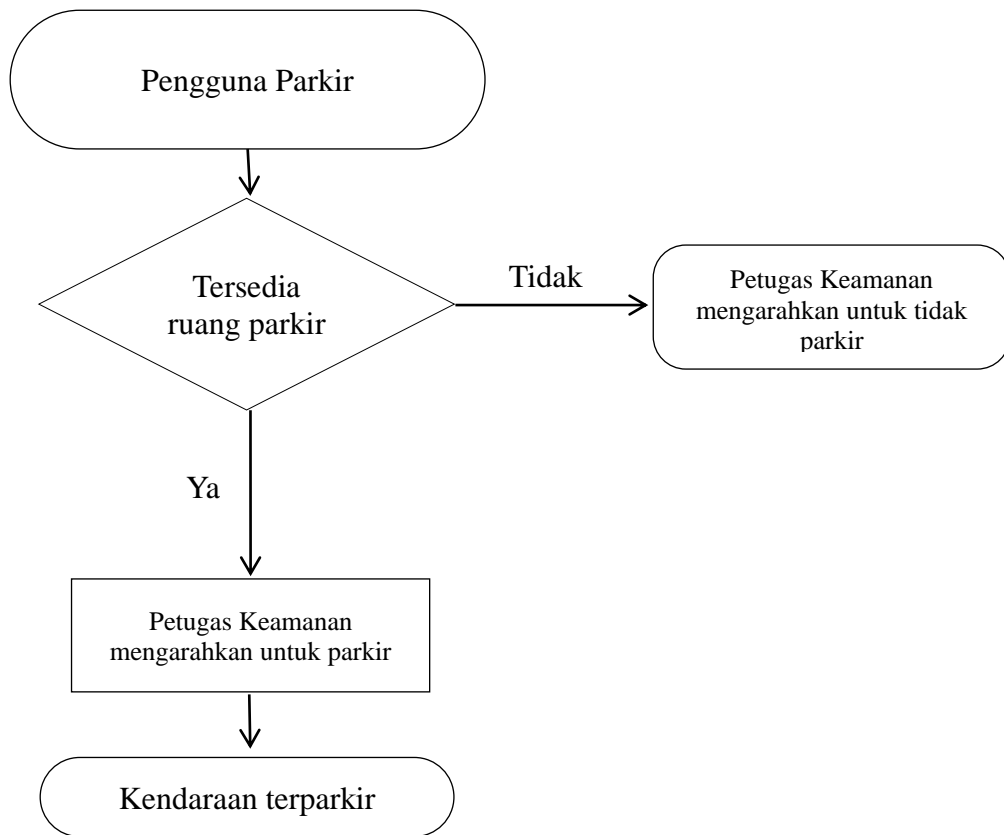 Pengguna Parkir
Tersedia
ruang parkir
Tidak
Petugas Keamanan
mengarahkan untuk tidak
parkir
Ya
Petugas Keamanan
mengarahkan untuk parkir
Kendaraan terparkir